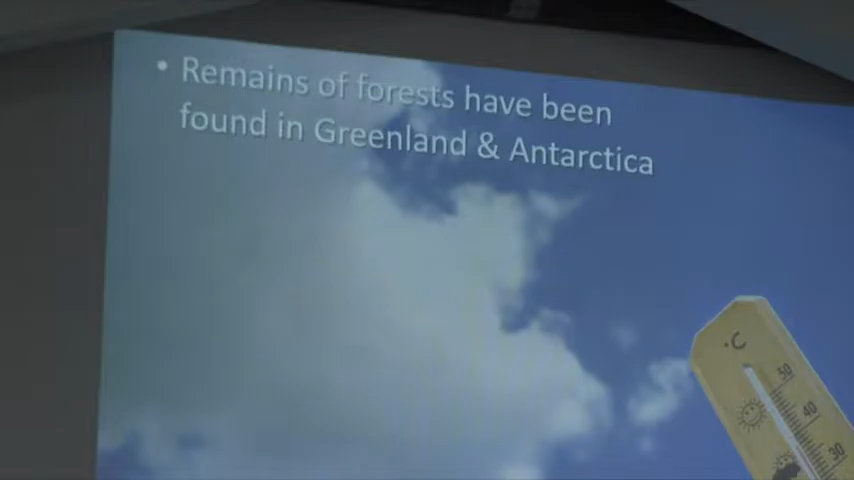 • Remains of forests have been
found in Greenland & Antarctica
°C
50
40
30